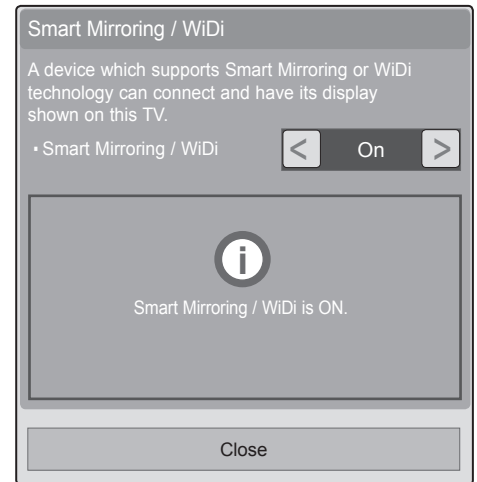 Smart Mirroring / WiDi
A device which supports Smart Mirroring or WiDi
technology can connect and have its display
shown on this TV.
▪ Smart Mirroring / WiDi < On >
i
Smart Mirroring / WiDi is ON.
Close